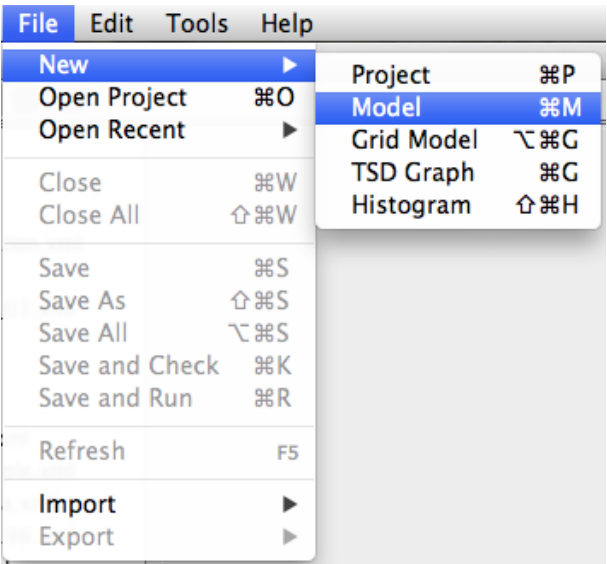 File Edit Tools Help
New ▶
Open Project ⌘O
Open Recent ▶
Close ⌘W
Close All ⇧⌘W
Save ⌘S
Save As ⇧⌘S
Save All ⌥⌘S
Save and Check ⌘K
Save and Run ⌘R
Refresh F5
Import ▶
Export ▶
Project ⌘P
Model ⌘M
Grid Model ⌥⌘G
TSD Graph ⌘G
Histogram ⇧⌘H